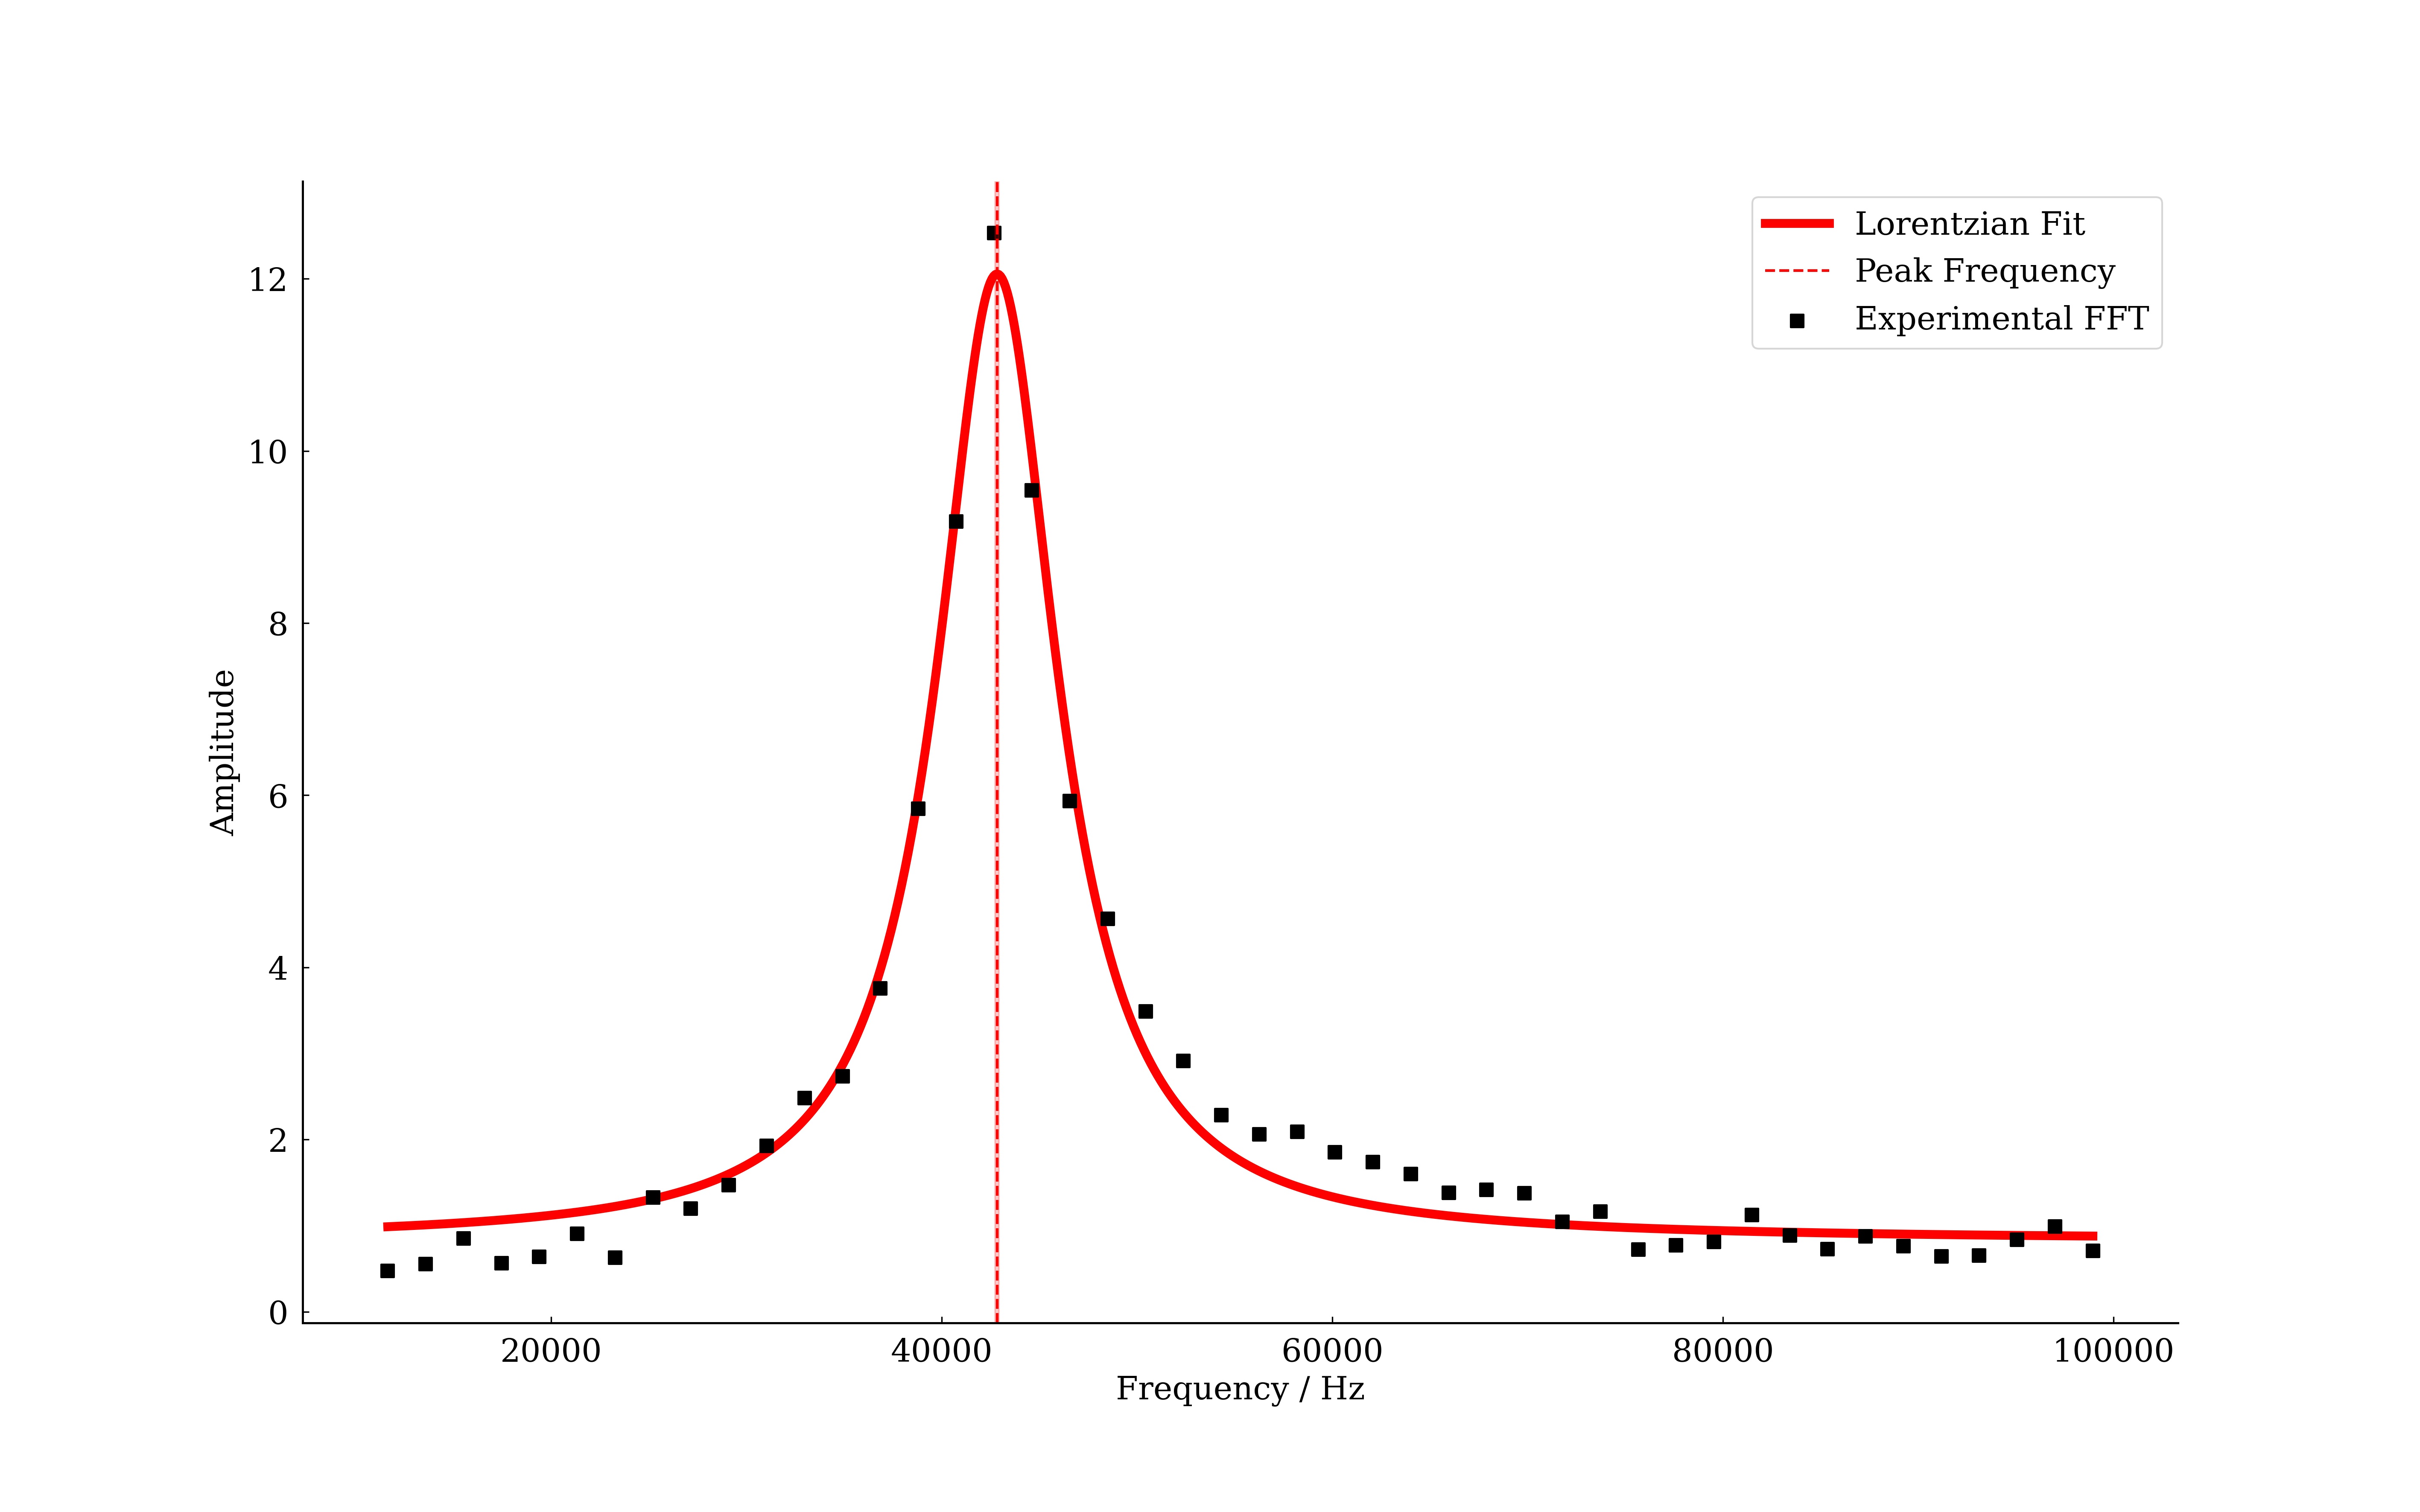 Lorentzian Fit
Peak Frequency
Experimental FFT
12
10
8
6
4
2
0
Amplitude
20000 40000 60000 80000 100000
Frequency / Hz